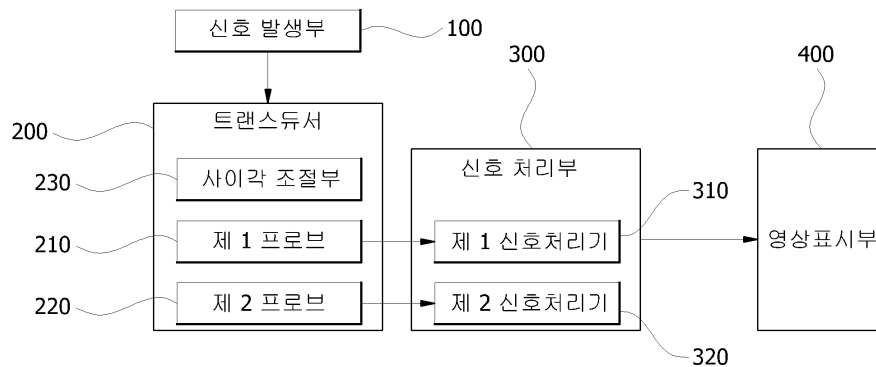 신호 발생부
100
300
400
200
트랜스듀서
신호 처리부
230
사이각 조절부
310
210
제 1 프로브
제 1 신호처리기
영상표시부
220
제 2 프로브
제 2 신호처리기
320